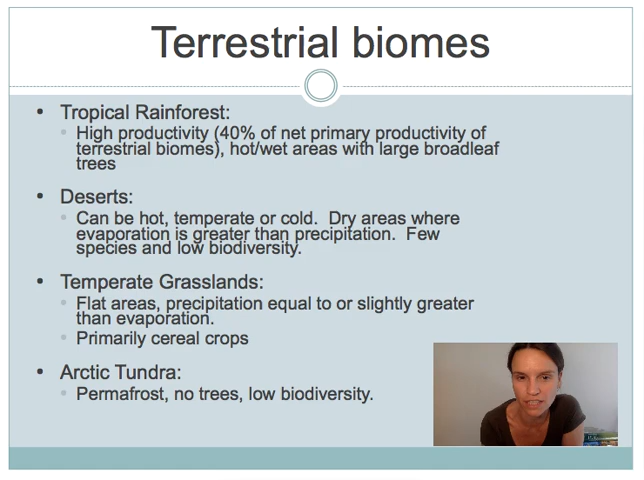 Terrestrial biomes
• Tropical Rainforest:
• High productivity (40% of net primary productivity of
terrestrial biomes), hot/wet areas with large broadleaf
trees
• Deserts:
• Can be hot, temperate or cold.  Dry areas where
evaporation is greater than precipitation.  Few
species and low biodiversity.
• Temperate Grasslands:
• Flat areas, precipitation equal to or slightly greater
than evaporation.
• Primarily cereal crops
• Arctic Tundra:
• Permafrost, no trees, low biodiversity.